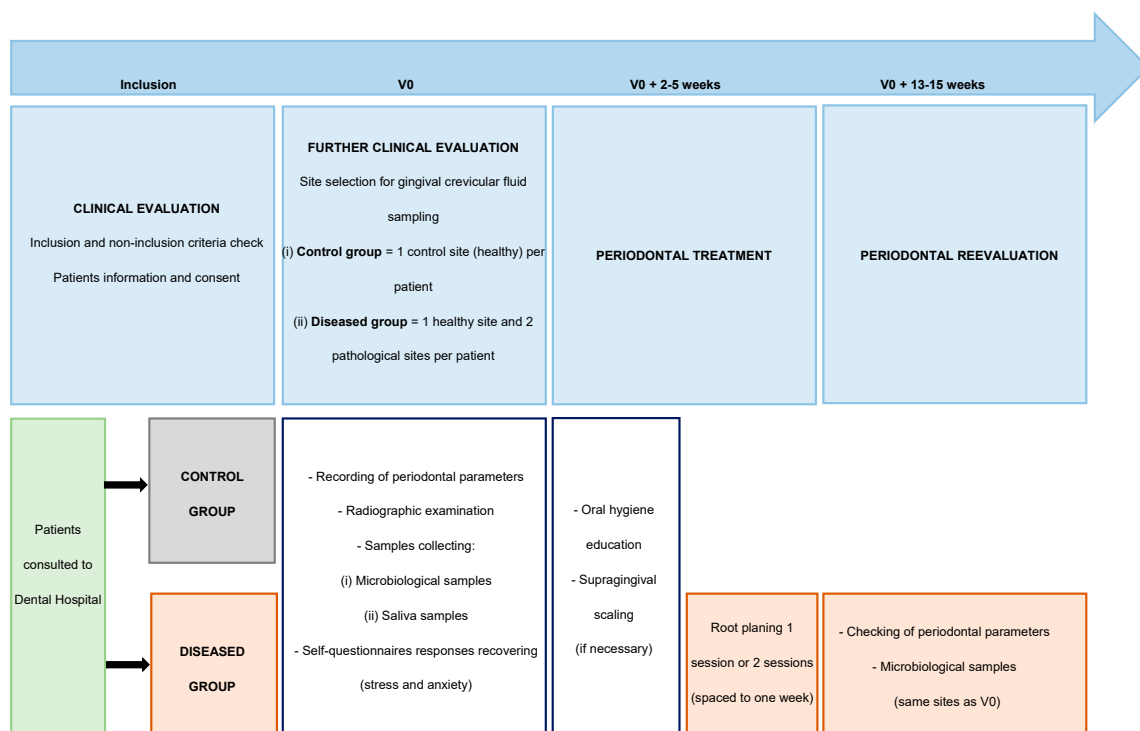 Inclusion
V0
V0 + 2-5 weeks
V0 + 13-15 weeks
CLINICAL EVALUATION
Inclusion and non-inclusion criteria check
Patients information and consent
FURTHER CLINICAL EVALUATION
Site selection for gingival crevicular fluid
sampling
(i) Control group = 1 control site (healthy) per
patient
(ii) Diseased group = 1 healthy site and 2
pathological sites per patient
PERIODONTAL TREATMENT
PERIODONTAL REEVALUATION
Patients
consulted to
Dental Hospital
CONTROL
GROUP
DISEASED
GROUP
- Recording of periodontal parameters
- Radiographic examination
- Samples collecting:
(i) Microbiological samples
(ii) Saliva samples
- Self-questionnaires responses recovering
(stress and anxiety)
- Oral hygiene
education
- Supragingival
scaling
(if necessary)
Root planing 1
session or 2 sessions
(spaced to one week)
- Checking of periodontal parameters
- Microbiological samples
(same sites as V0)